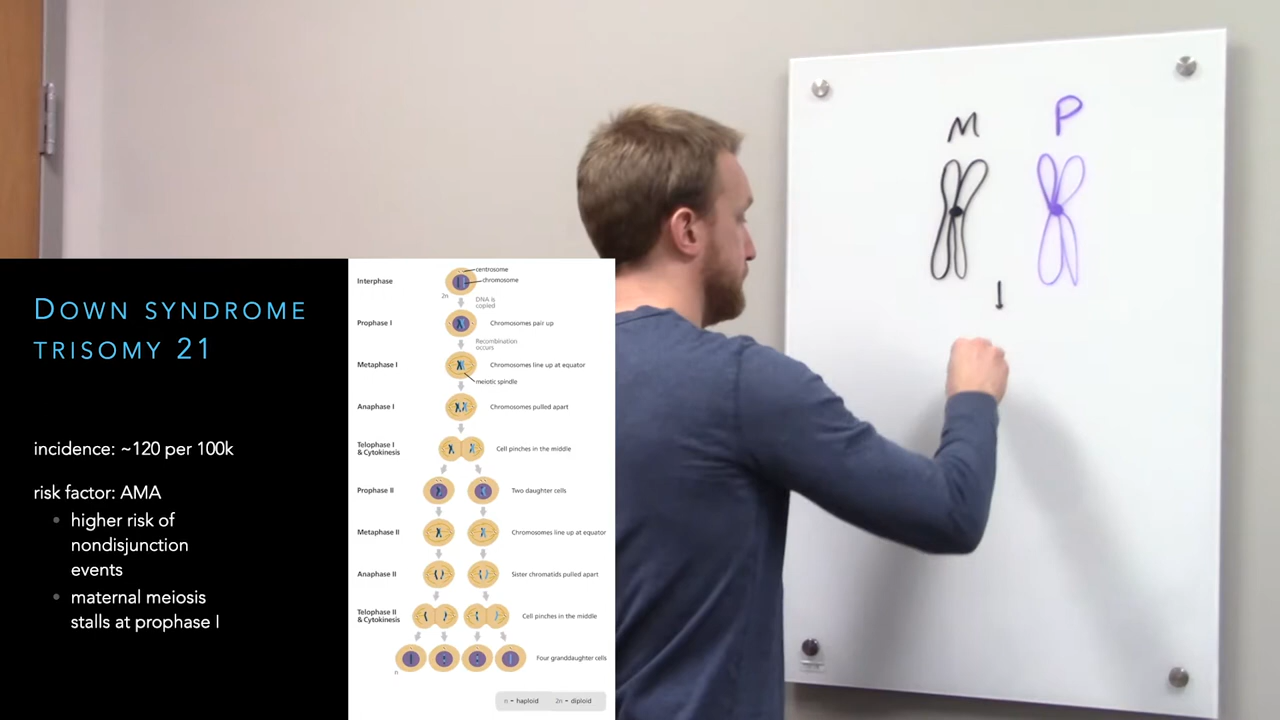 DOWN SYNDROME
TRISOMY 21
incidence: ~120 per 100k
risk factor: AMA
higher risk of
nondisjunction
events
maternal meiosis
stalls at prophase I
Interphase
centrosome
chromosome
2n
DNA is
copied
Prophase I
Chromosomes pair up
Recombination
occurs
Metaphase I
Chromosomes line up at equator
meiotic spindle
Anaphase I
Chromosomes pulled apart
Telophase I
& Cytokinesis
Cell pinches in the middle
Prophase II
Two daughter cells
Metaphase II
Chromosomes line up at equator
Anaphase II
Sister chromatids pulled apart
Telophase II
& Cytokinesis
Cell pinches in the middle
Four granddaughter cells
n
n = haploid 2n = diploid
M P